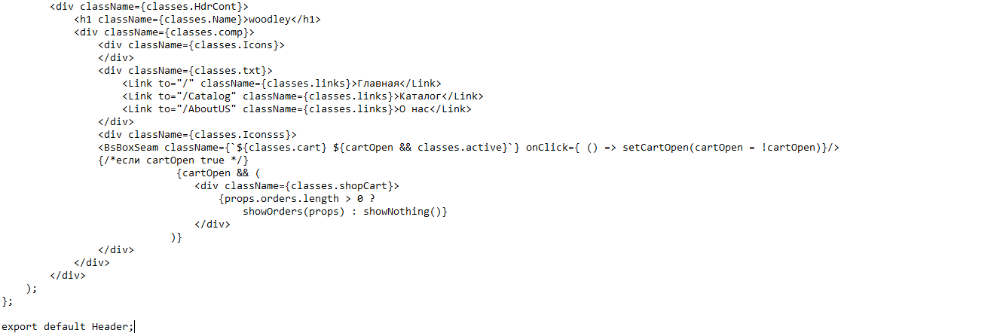 <div className={classes.HdrCont}>
<h1 className={classes.Name}>woodley</h1>
<div className={classes.comp}>
<div className={classes.Icons}>
</div>
<div className={classes.txt}>
<Link to="/" className={classes.links}>Главная</Link>
<Link to="/Catalog" className={classes.links}>Каталог</Link>
<Link to="/AboutUS" className={classes.links}>О нас</Link>
</div>
<div className={classes.Iconsss}>
<BsBoxSeam className={`${classes.cart} ${cartOpen && classes.active}`} onClick={ () => setCartOpen(cartOpen = !cartOpen)}/>
{/*если cartOpen true */}
{cartOpen && (
<div className={classes.shopCart}>
{props.orders.length > 0 ?
showOrders(props) : showNothing()}
</div>
)}
</div>
</div>
</div>
);
};
export default Header;